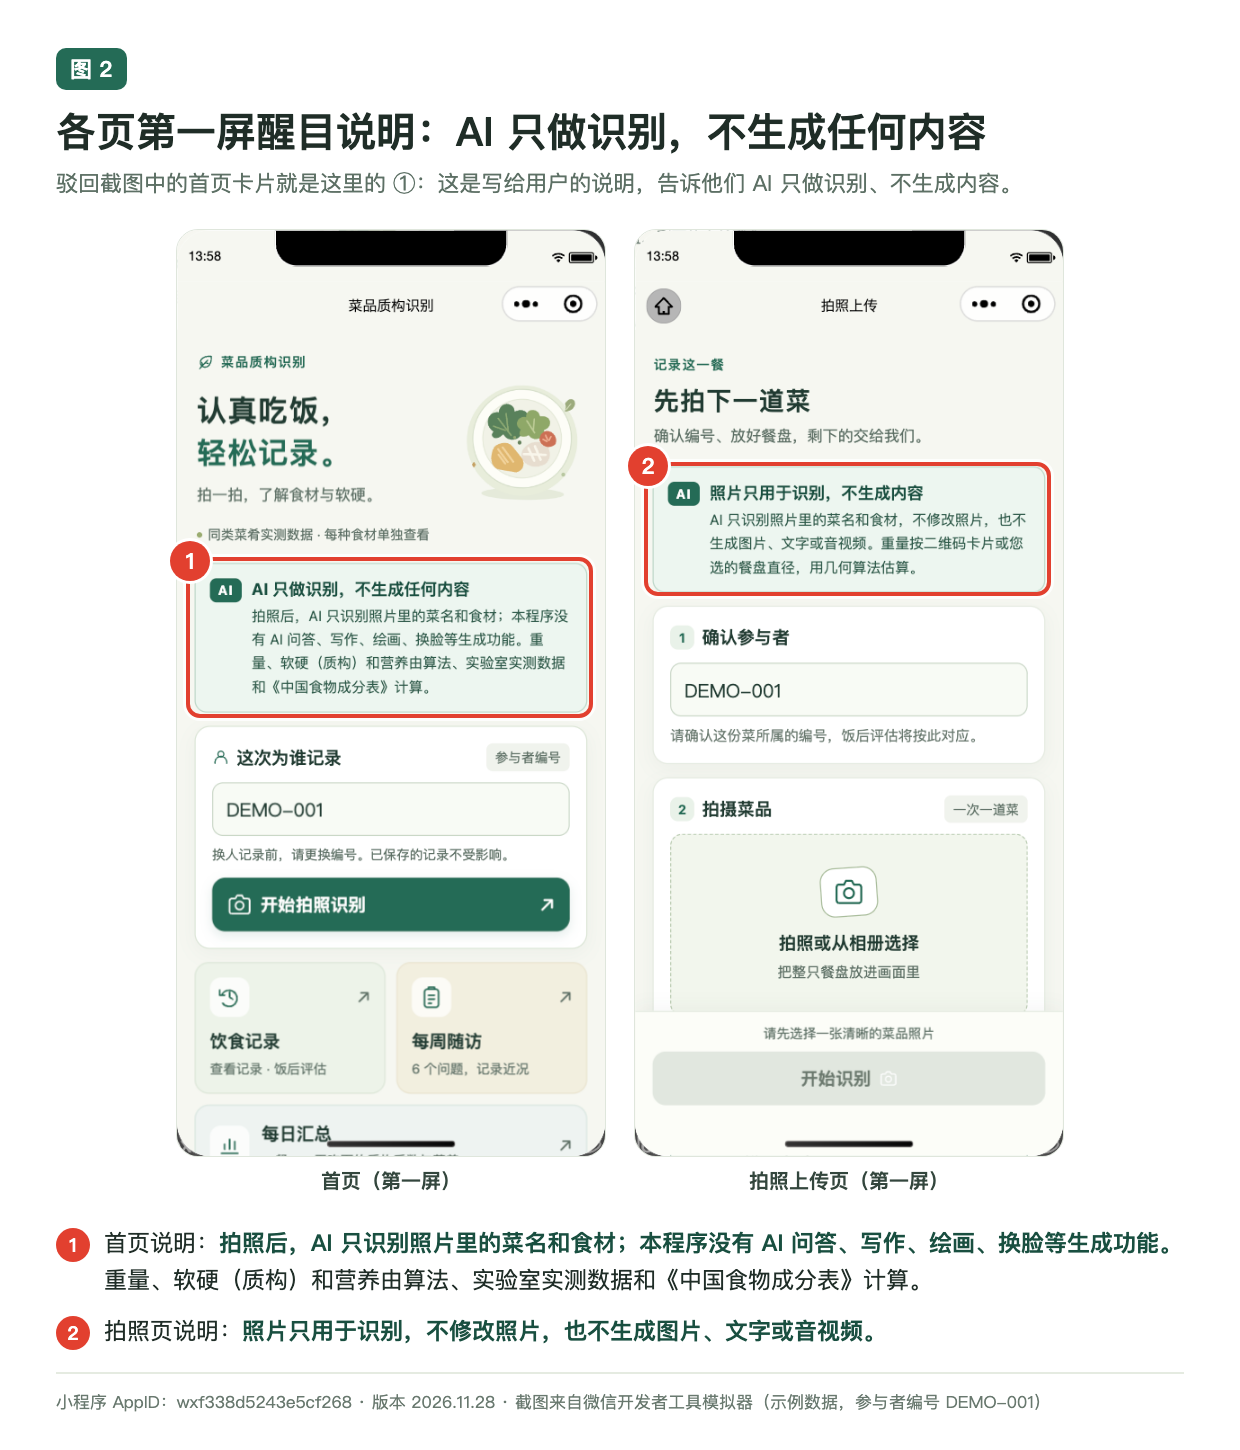 图 2
各页第一屏醒目说明：AI 只做识别，不生成任何内容
驳回截图中的首页卡片就是这里的 ①：这是写给用户的说明，告诉他们 AI 只做识别、不生成内容。
13:58
菜品质构识别
菜品质构识别
认真吃饭，
轻松记录。
拍一拍，了解食材与软硬。
同类菜肴实测数据 · 每种食材单独查看
1
AI
AI 只做识别，不生成任何内容
拍照后，AI 只识别照片里的菜名和食材；本程序没
有 AI 问答、写作、绘画、换脸等生成功能。重
量、软硬（质构）和营养由算法、实验室实测数据
和《中国食物成分表》计算。
这次为谁记录
参与者编号
DEMO-001
换人记录前，请更换编号。已保存的记录不受影响。
开始拍照识别
饮食记录
查看记录 · 饭后评估
每周随访
6 个问题，记录近况
每日汇总
首页（第一屏）
13:58
拍照上传
记录这一餐
先拍下一道菜
确认编号、放好餐盘，剩下的交给我们。
2
AI
照片只用于识别，不生成内容
AI 只识别照片里的菜名和食材，不修改照片，也不
生成图片、文字或音视频。重量按二维码卡片或您
选的餐盘直径，用几何算法估算。
1 确认参与者
DEMO-001
请确认这份菜所属的编号，饭后评估将按此对应。
2 拍摄菜品
一次一道菜
拍照或从相册选择
把整只餐盘放进画面里
请先选择一张清晰的菜品照片
开始识别
拍照上传页（第一屏）
1 首页说明：拍照后，AI 只识别照片里的菜名和食材；本程序没有 AI 问答、写作、绘画、换脸等生成功能。
重量、软硬（质构）和营养由算法、实验室实测数据和《中国食物成分表》计算。
2 拍照页说明：照片只用于识别，不修改照片，也不生成图片、文字或音视频。
小程序 AppID：wxf338d5243e5cf268 · 版本 2026.11.28 · 截图来自微信开发者工具模拟器（示例数据，参与者编号 DEMO-001）